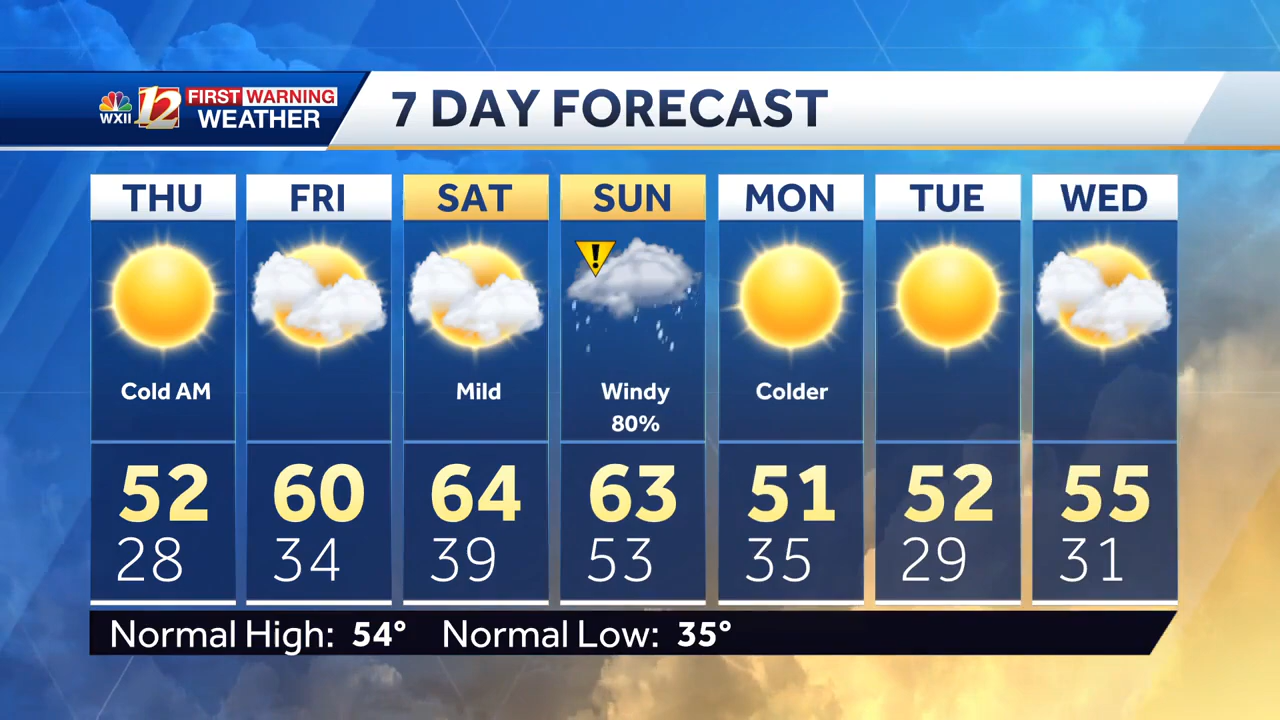 WXII 12 FIRST WARNING
WEATHER
7 DAY FORECAST
THU FRI SAT SUN MON TUE WED
!
Cold AM Mild Windy Colder
80%
52 60 64 63 51 52 55
28 34 39 53 35 29 31
Normal High: 54° Normal Low: 35°